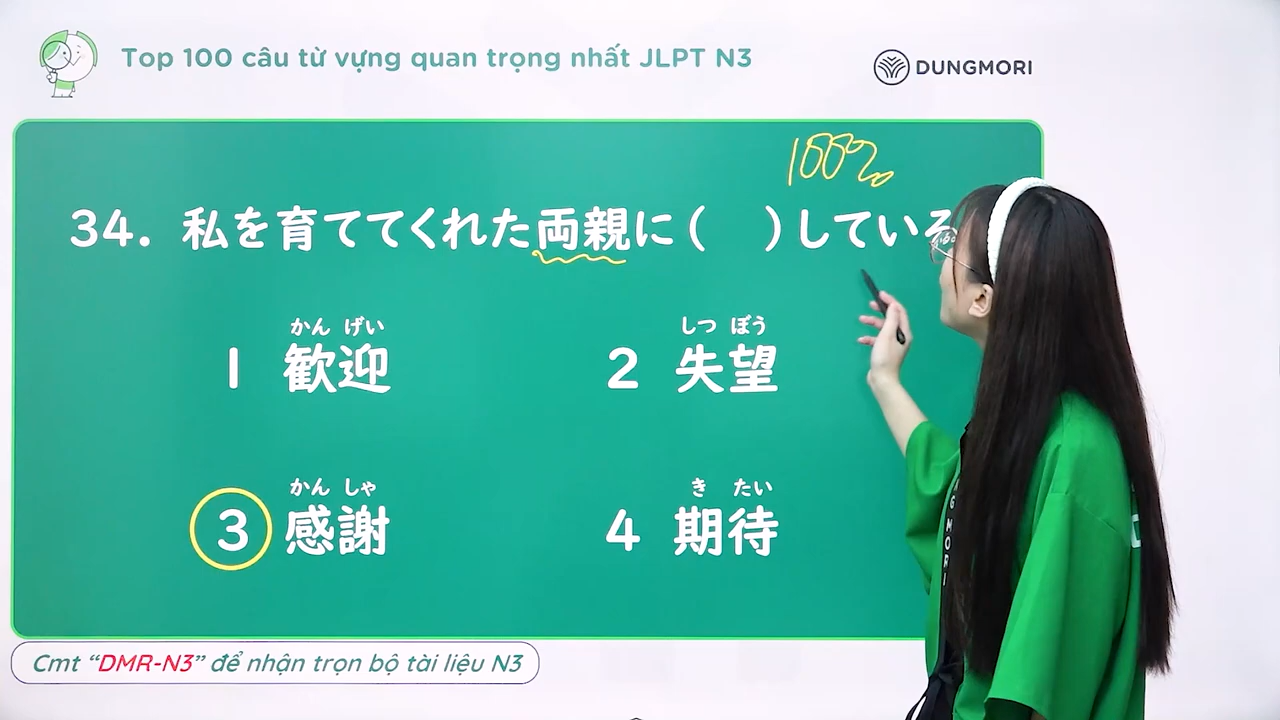 Top 100 câu từ vựng quan trọng nhất JLPT N3
DUNGMORI
100%
34. 私を育ててくれた両親に(　)している
かん げい
1 歓迎
しつ ぼう
2 失望
かん しゃ
3 感謝
き たい
4 期待
Cmt “DMR-N3” để nhận trọn bộ tài liệu N3